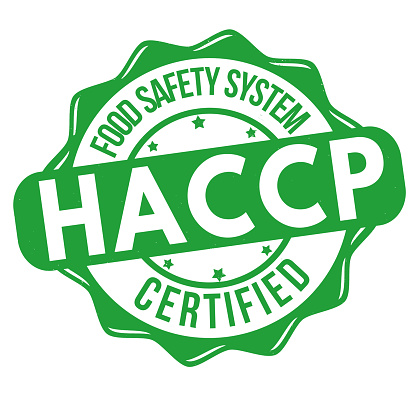 FOOD SAFETY SYSTEM
HACCP
CERTIFIED